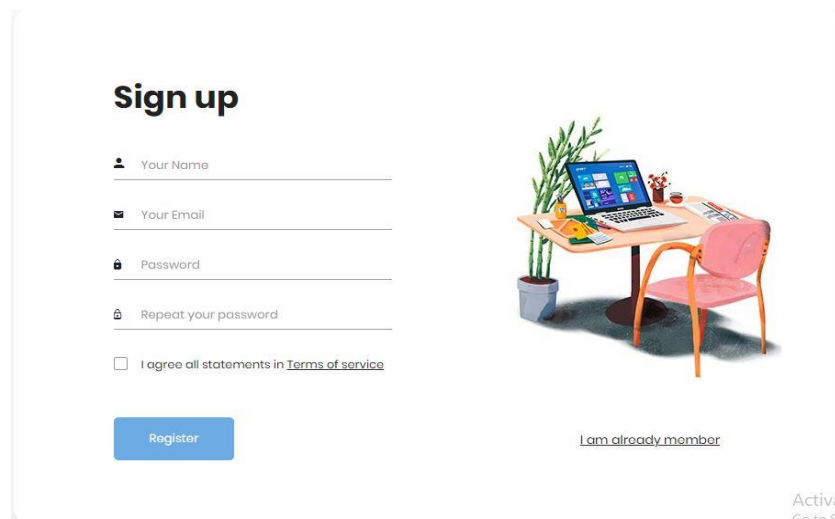 Sign up
Your Name
Your Email
Password
Repeat your password
I agree all statements in Terms of service
Register
I am already member